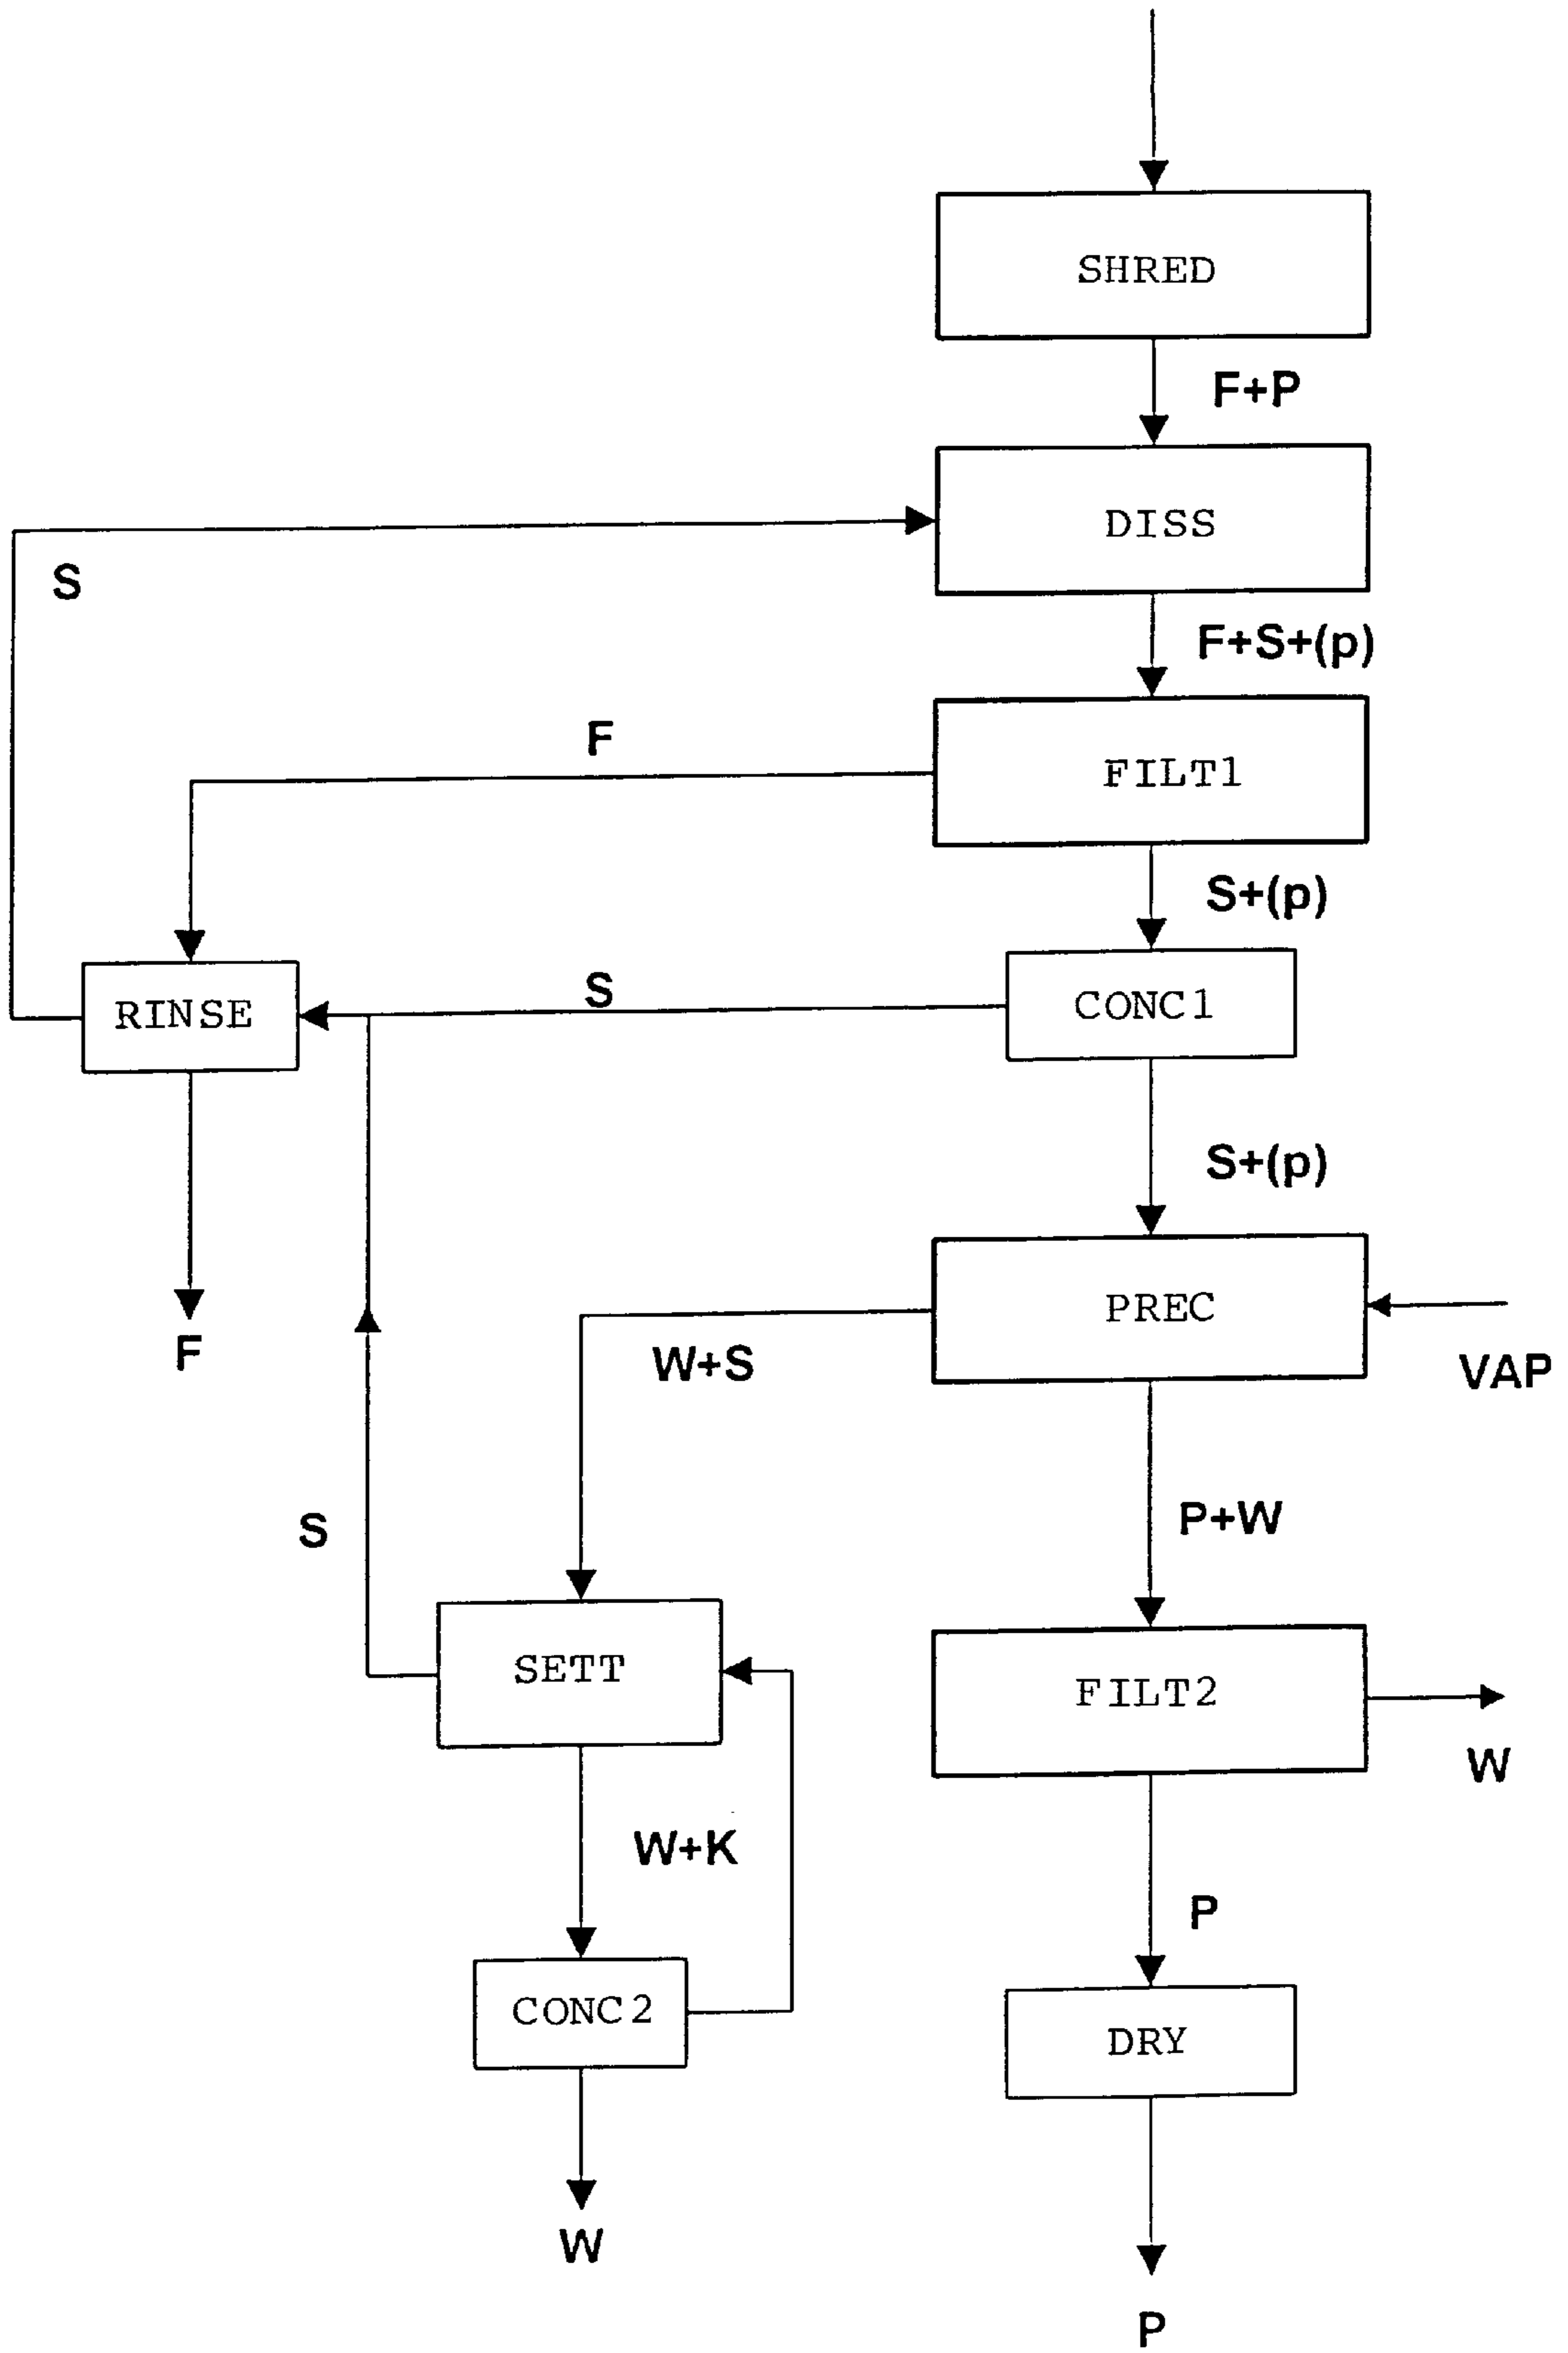 SHRED
F+P
DISS
S
F+S+(p)
F
FILT1
S+(p)
RINSE
S
CONC1
S+(p)
F
PREC
W+S
VAP
S
P+W
SETT
FILT2
W
W+K
P
CONC2
DRY
W
P